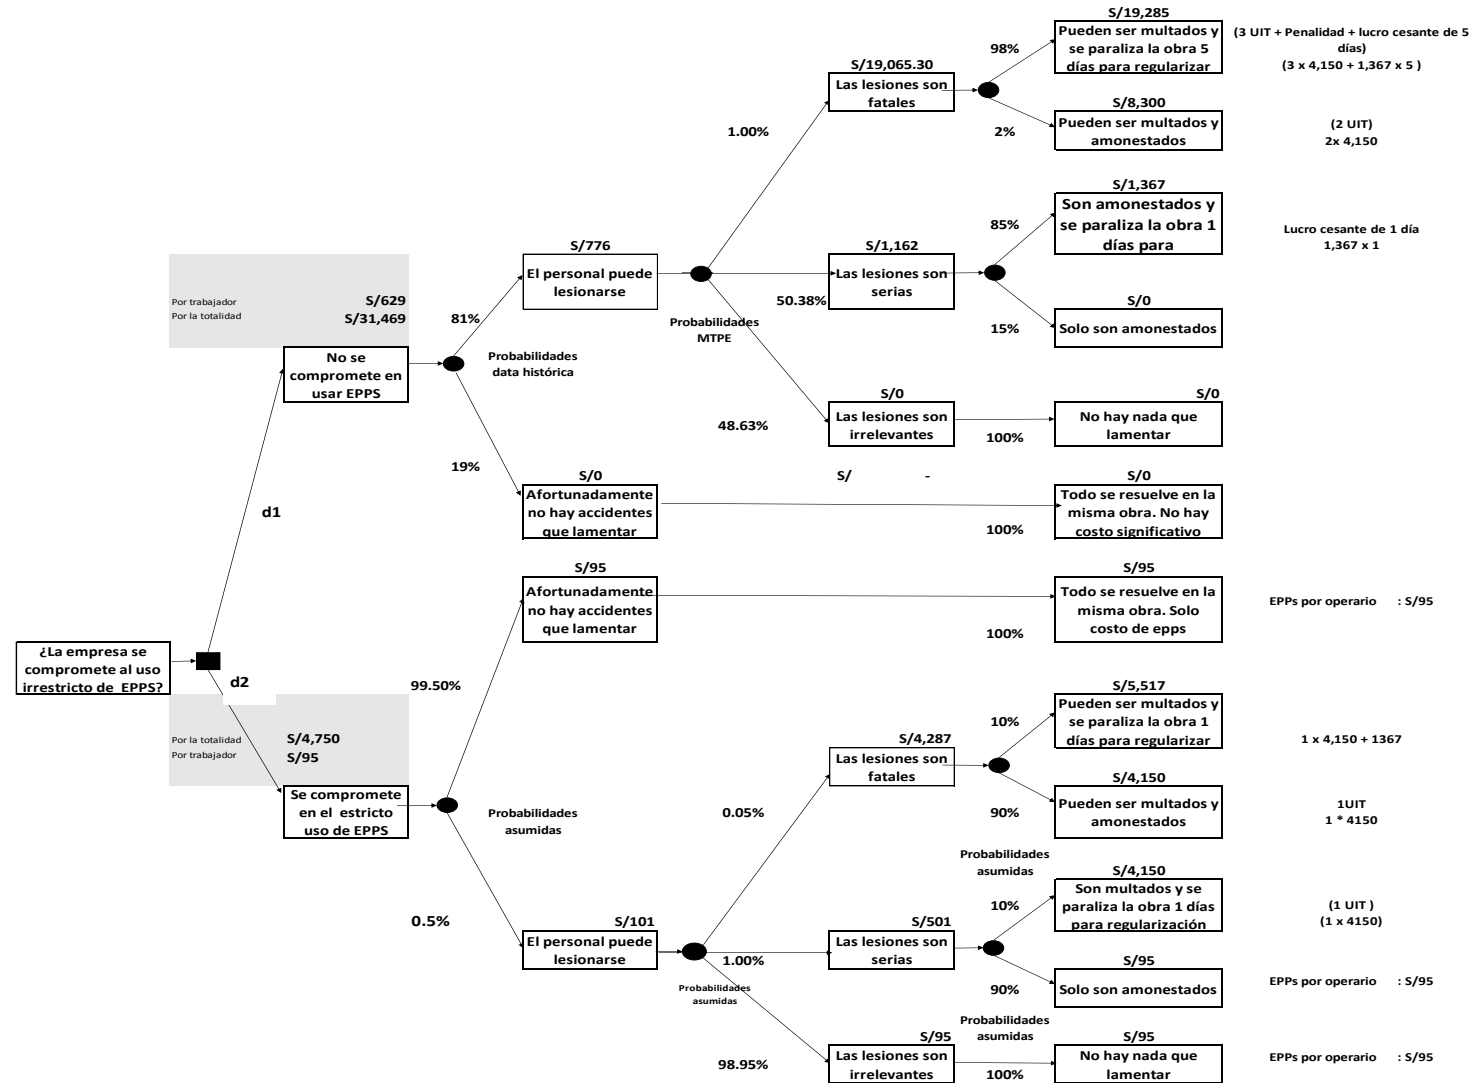 S/19,285
Pueden ser multados y
se paraliza la obra 5
días para regularizar
(3 UIT + Penalidad + lucro cesante de 5
días)
(3 x 4,150 + 1,367 x 5 )
98%
S/19,065.30
Las lesiones son
fatales
S/8,300
Pueden ser multados y
amonestados
(2 UIT)
2x 4,150
2%
1.00%
S/1,367
Son amonestados y
se paraliza la obra 1
días para
Lucro cesante de 1 día
1,367 x 1
85%
S/776
El personal puede
lesionarse
S/1,162
Las lesiones son
serias
50.38%
S/0
Solo son amonestados
15%
Por trabajador
S/629
Por la totalidad
S/31,469
81%
Probabilidades
MTPE
No se
compromete en
usar EPPS
Probabilidades
data histórica
S/0
Las lesiones son
irrelevantes
S/0
No hay nada que
lamentar
48.63%
100%
19%
S/0
Afortunadamente
no hay accidentes
que lamentar
S/ -
S/0
Todo se resuelve en la
misma obra. No hay
costo significativo
100%
d1
S/95
Afortunadamente
no hay accidentes
que lamentar
S/95
Todo se resuelve en la
misma obra. Solo
costo de epps
EPPs por operario : S/95
100%
¿La empresa se
compromete al uso
irrestricto de EPPS?
d2
99.50%
S/5,517
Pueden ser multados y
se paraliza la obra 1
días para regularizar
1 x 4,150 + 1367
10%
Por la totalidad
S/4,750
Por trabajador
S/95
S/4,287
Las lesiones son
fatales
Se compromete
en el estricto
uso de EPPS
Probabilidades
asumidas
0.05%
S/4,150
Pueden ser multados y
amonestados
1UIT
1 * 4150
90%
Probabilidades
asumidas
S/4,150
Son multados y se
paraliza la obra 1 días
para regularización
(1 UIT )
(1 x 4150)
10%
0.5%
S/101
El personal puede
lesionarse
S/501
Las lesiones son
serias
1.00%
Probabilidades
asumidas
S/95
Solo son amonestados
EPPs por operario : S/95
90%
Probabilidades
asumidas
S/95
Las lesiones son
irrelevantes
S/95
No hay nada que
lamentar
EPPs por operario : S/95
98.95%
100%